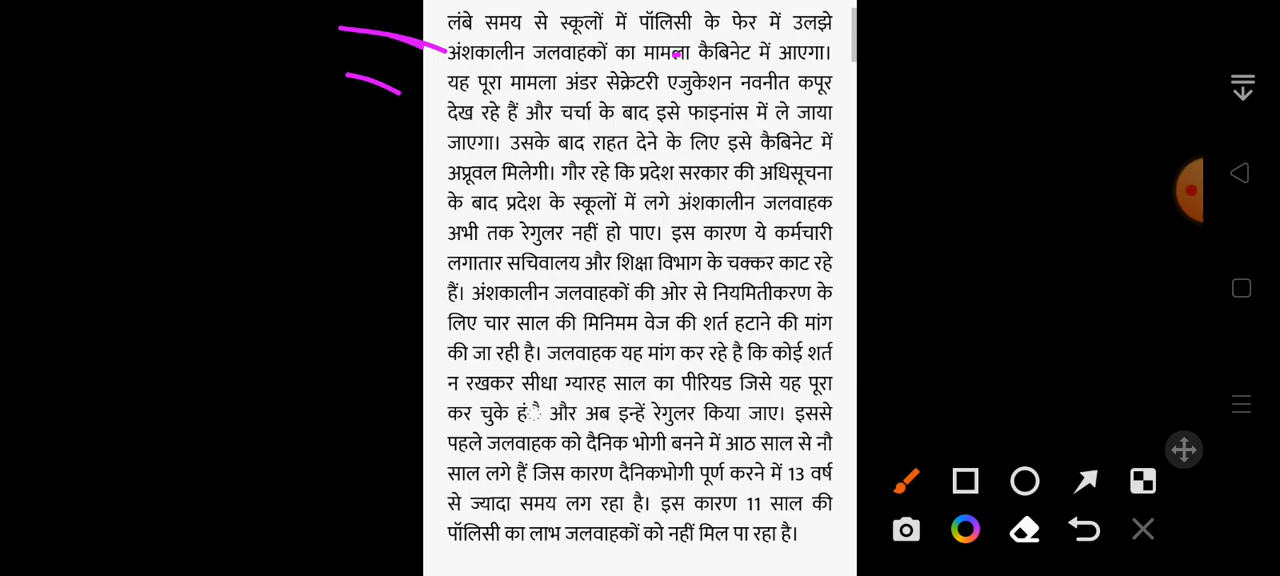 लंबे समय से स्कूलों में पॉलिसी के फेर में उलझे
अंशकालीन जलवाहकों का मामला कैबिनेट में आएगा।
यह पूरा मामला अंडर सेक्रेटरी एजुकेशन नवनीत कपूर
देख रहे हैं और चर्चा के बाद इसे फाइनांस में ले जाया
जाएगा। उसके बाद राहत देने के लिए इसे कैबिनेट में
अप्रूवल मिलेगी। गौर रहे कि प्रदेश सरकार की अधिसूचना
के बाद प्रदेश के स्कूलों में लगे अंशकालीन जलवाहक
अभी तक रेगुलर नहीं हो पाए। इस कारण ये कर्मचारी
लगातार सचिवालय और शिक्षा विभाग के चक्कर काट रहे
हैं। अंशकालीन जलवाहकों की ओर से नियमितीकरण के
लिए चार साल की मिनिमम वेज की शर्त हटाने की मांग
की जा रही है। जलवाहक यह मांग कर रहे है कि कोई शर्त
न रखकर सीधा ग्यारह साल का पीरियड जिसे यह पूरा
कर चुके हंै और अब इन्हें रेगुलर किया जाए। इससे
पहले जलवाहक को दैनिक भोगी बनने में आठ साल से नौ
साल लगे हैं जिस कारण दैनिकभोगी पूर्ण करने में 13 वर्ष
से ज्यादा समय लग रहा है। इस कारण 11 साल की
पॉलिसी का लाभ जलवाहकों को नहीं मिल पा रहा है।